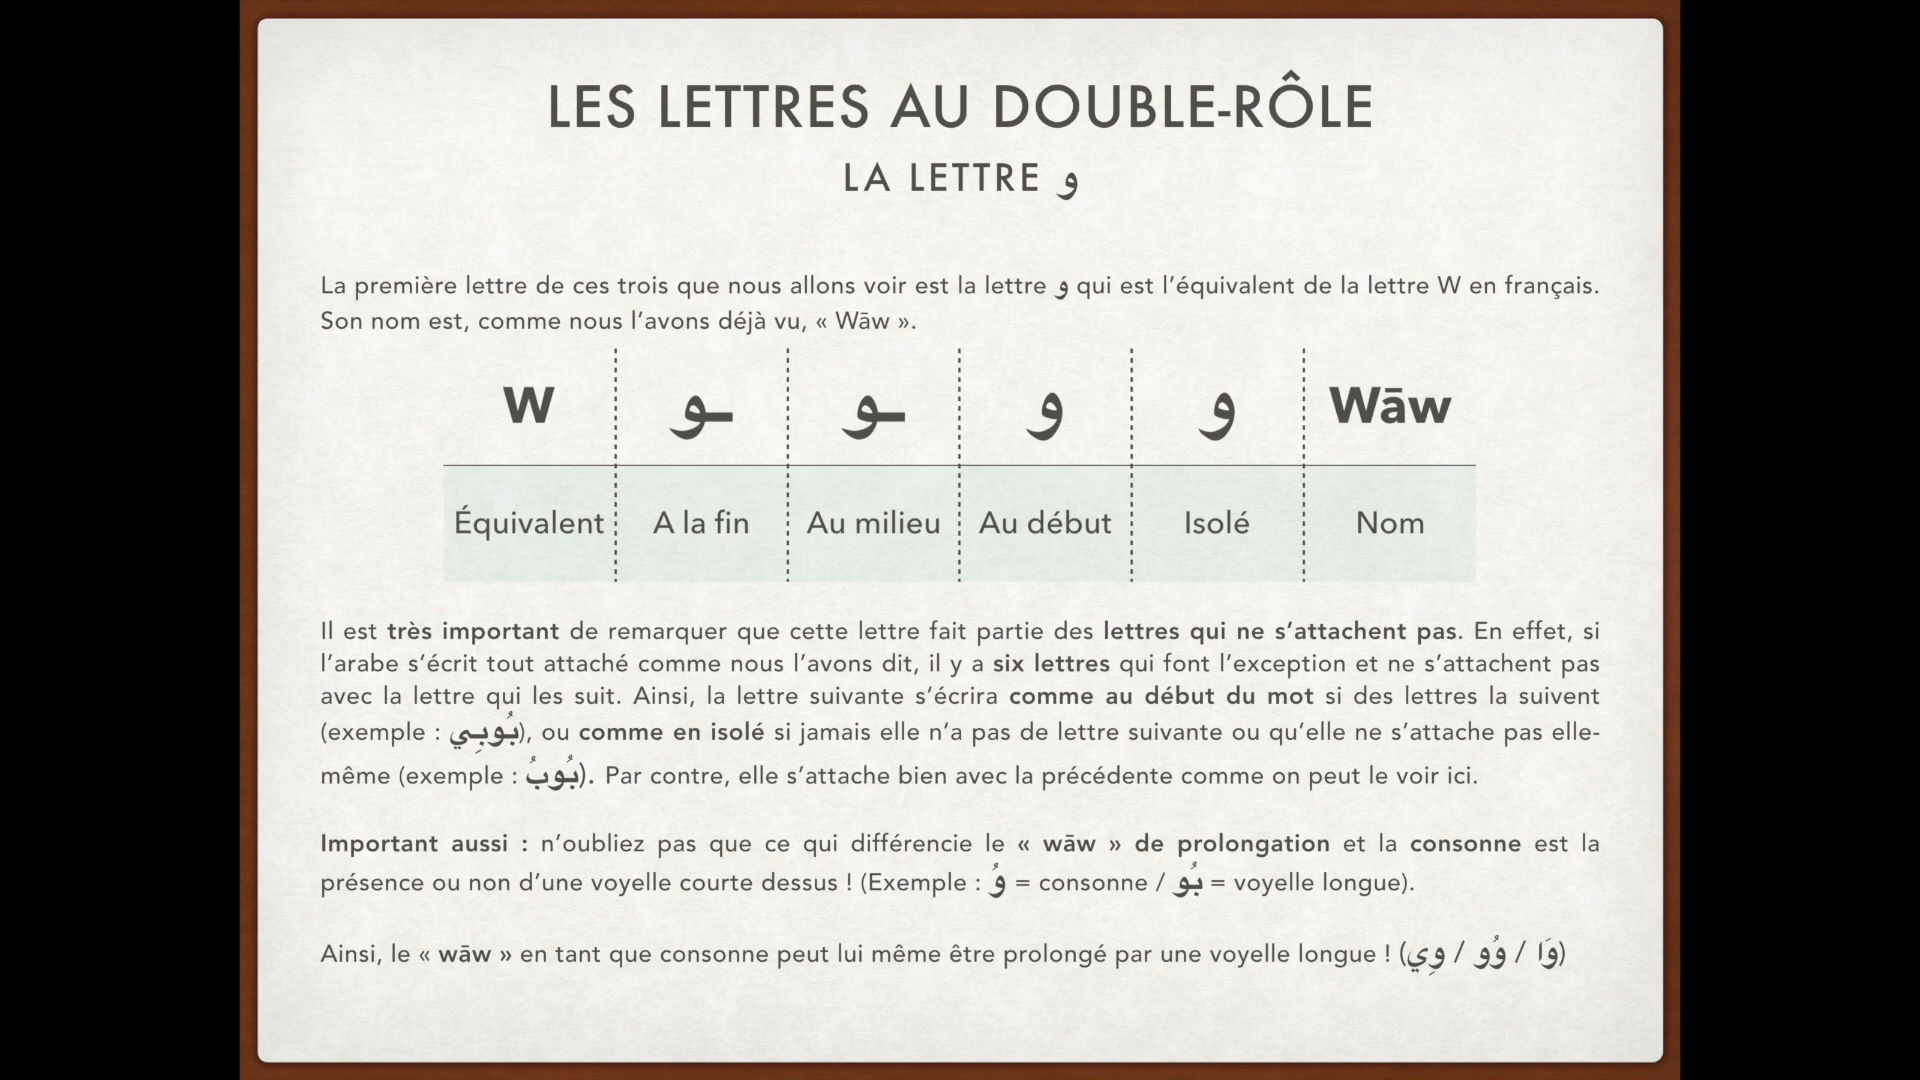 LES LETTRES AU DOUBLE-RÔLE
LA LETTRE و
La première lettre de ces trois que nous allons voir est la lettre و qui est l’équivalent de la lettre W en français.
Son nom est, comme nous l’avons déjà vu, « Wāw ».
W ـو ـو و و Wāw
Équivalent A la fin Au milieu Au début Isolé Nom
Il est très important de remarquer que cette lettre fait partie des lettres qui ne s’attachent pas. En effet, si
l’arabe s’écrit tout attaché comme nous l’avons dit, il y a six lettres qui font l’exception et ne s’attachent pas
avec la lettre qui les suit. Ainsi, la lettre suivante s’écrira comme au début du mot si des lettres la suivent
(exemple : بُوبِي), ou comme en isolé si jamais elle n’a pas de lettre suivante ou qu’elle ne s’attache pas elle-
même (exemple : بُوبُ). Par contre, elle s’attache bien avec la précédente comme on peut le voir ici.
Important aussi : n’oubliez pas que ce qui différencie le « wāw » de prolongation et la consonne est la
présence ou non d’une voyelle courte dessus ! (Exemple : وُ = consonne / بُو = voyelle longue).
Ainsi, le « wāw » en tant que consonne peut lui même être prolongé par une voyelle longue ! (وَا / وُو / وِي)